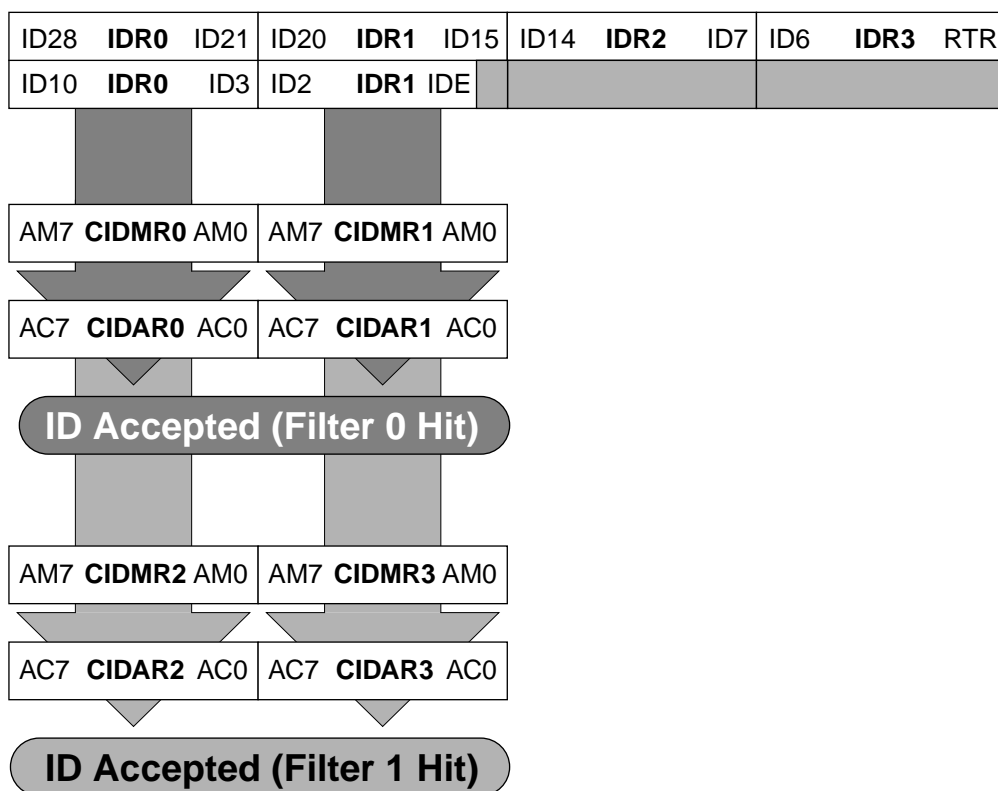 ID28 IDR0 ID21 ID20 IDR1 ID15 ID14 IDR2 ID7 ID6 IDR3 RTR
ID10 IDR0 ID3 ID2 IDR1 IDE
AM7 CIDMR0 AM0 AM7 CIDMR1 AM0
AC7 CIDAR0 AC0 AC7 CIDAR1 AC0
ID Accepted (Filter 0 Hit)
AM7 CIDMR2 AM0 AM7 CIDMR3 AM0
AC7 CIDAR2 AC0 AC7 CIDAR3 AC0
ID Accepted (Filter 1 Hit)